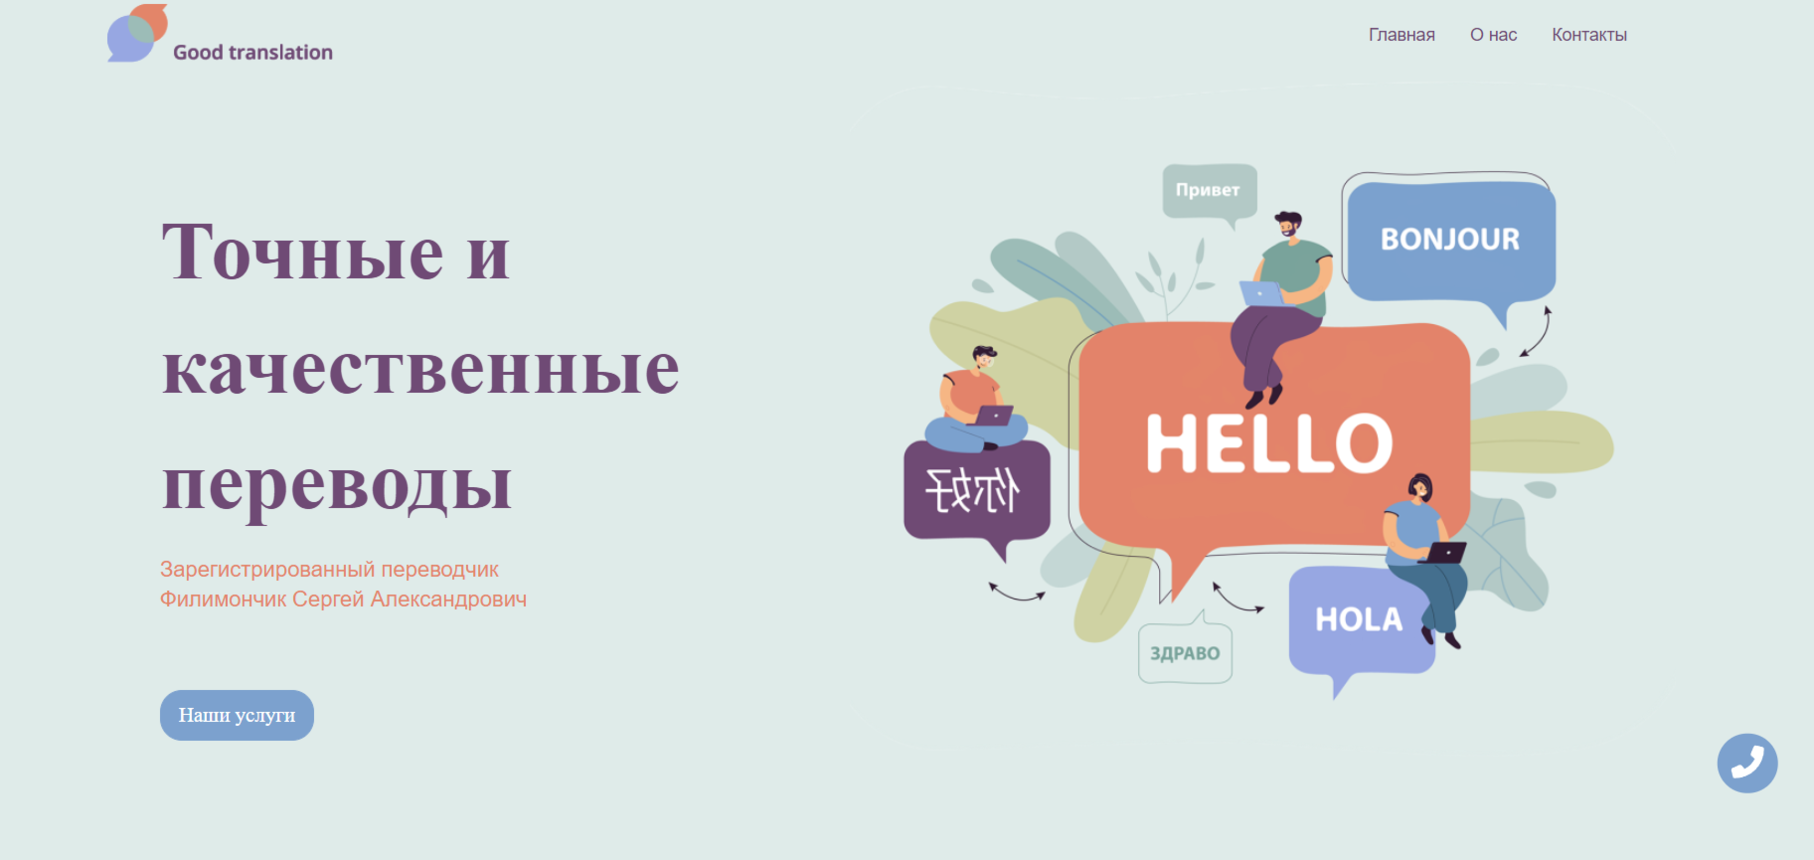 Good translation
Главная
О нас
Контакты
Точные и
качественные
переводы
Зарегистрированный переводчик
Филимончик Сергей Александрович
Наши услуги
Привет
BONJOUR
HELLO
你好
HOLA
ЗДРАВО